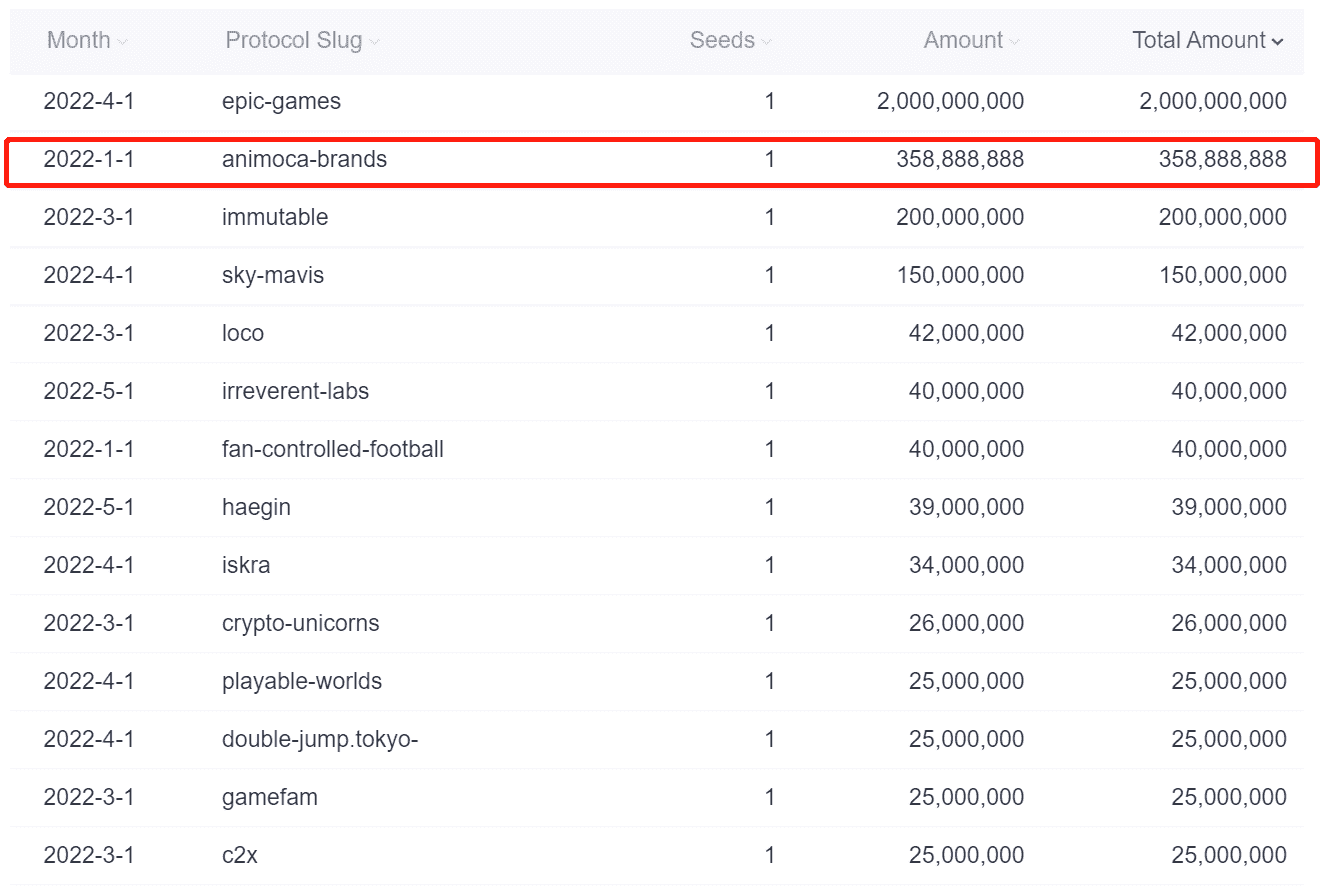 Month Protocol Slug Seeds Amount Total Amount
2022-4-1 epic-games 1 2,000,000,000 2,000,000,000
2022-1-1 animoca-brands 1 358,888,888 358,888,888
2022-3-1 immutable 1 200,000,000 200,000,000
2022-4-1 sky-mavis 1 150,000,000 150,000,000
2022-3-1 loco 1 42,000,000 42,000,000
2022-5-1 irreverent-labs 1 40,000,000 40,000,000
2022-1-1 fan-controlled-football 1 40,000,000 40,000,000
2022-5-1 haegin 1 39,000,000 39,000,000
2022-4-1 iskra 1 34,000,000 34,000,000
2022-3-1 crypto-unicorns 1 26,000,000 26,000,000
2022-4-1 playable-worlds 1 25,000,000 25,000,000
2022-4-1 double-jump.tokyo- 1 25,000,000 25,000,000
2022-3-1 gamefam 1 25,000,000 25,000,000
2022-3-1 c2x 1 25,000,000 25,000,000